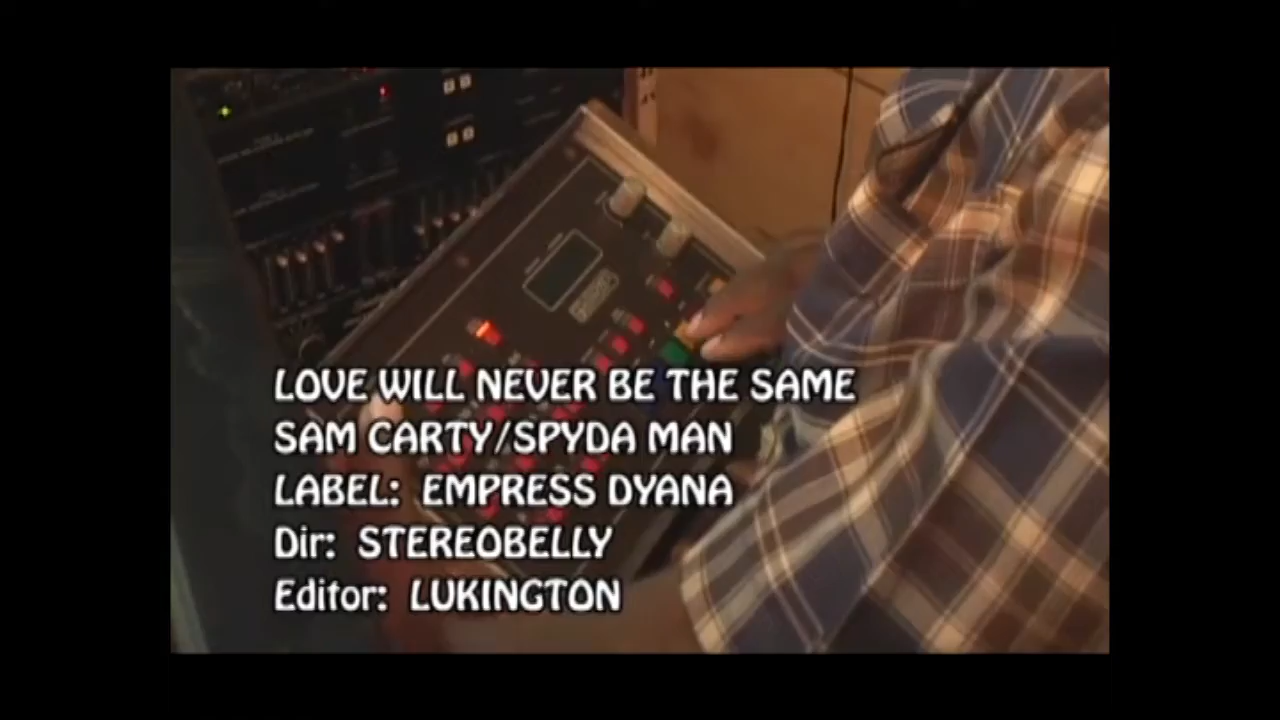 LOVE WILL NEVER BE THE SAME
SAM CARTY/SPYDA MAN
LABEL: EMPRESS DYANA
Dir: STEREOBELLY
Editor: LUKINGTON